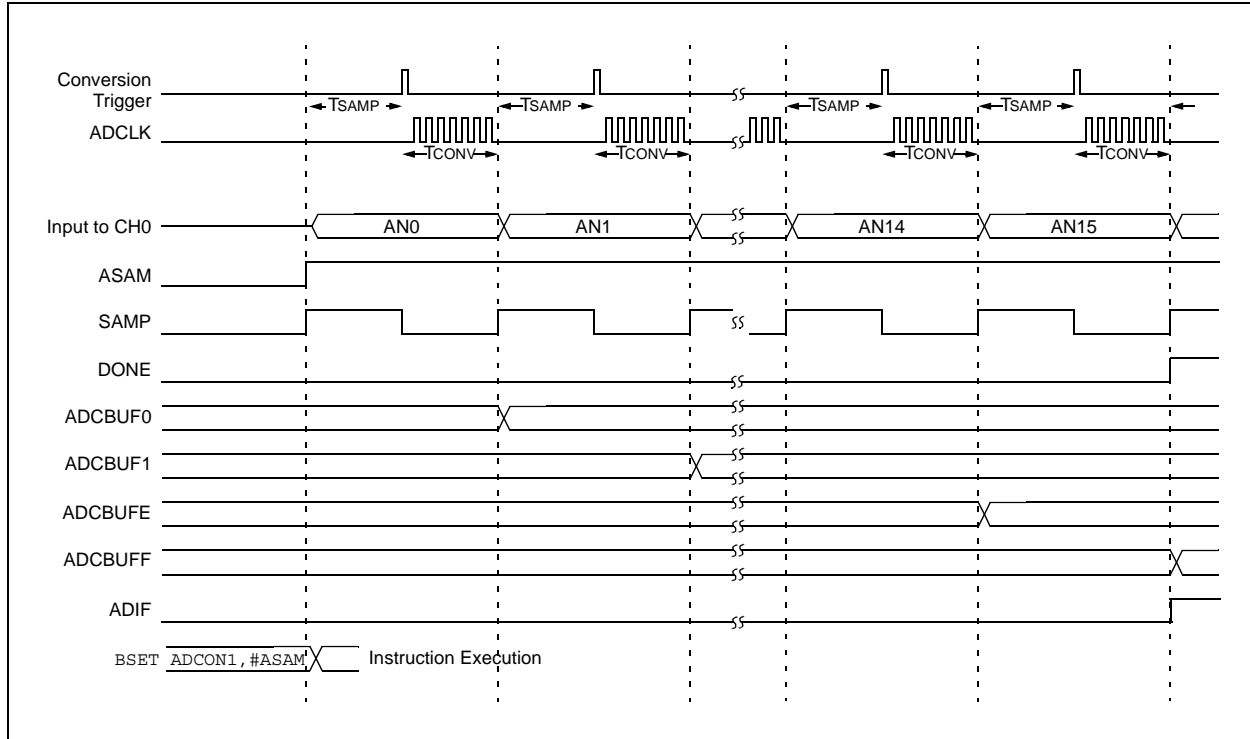 Conversion
Trigger
TSAMP TSAMP TSAMP TSAMP
ADCLK
TCONV TCONV TCONV TCONV
Input to CH0 AN0 AN1 AN14 AN15
ASAM
SAMP
DONE
ADCBUF0
ADCBUF1
ADCBUFE
ADCBUFF
ADIF
BSET ADCON1,#ASAM Instruction Execution